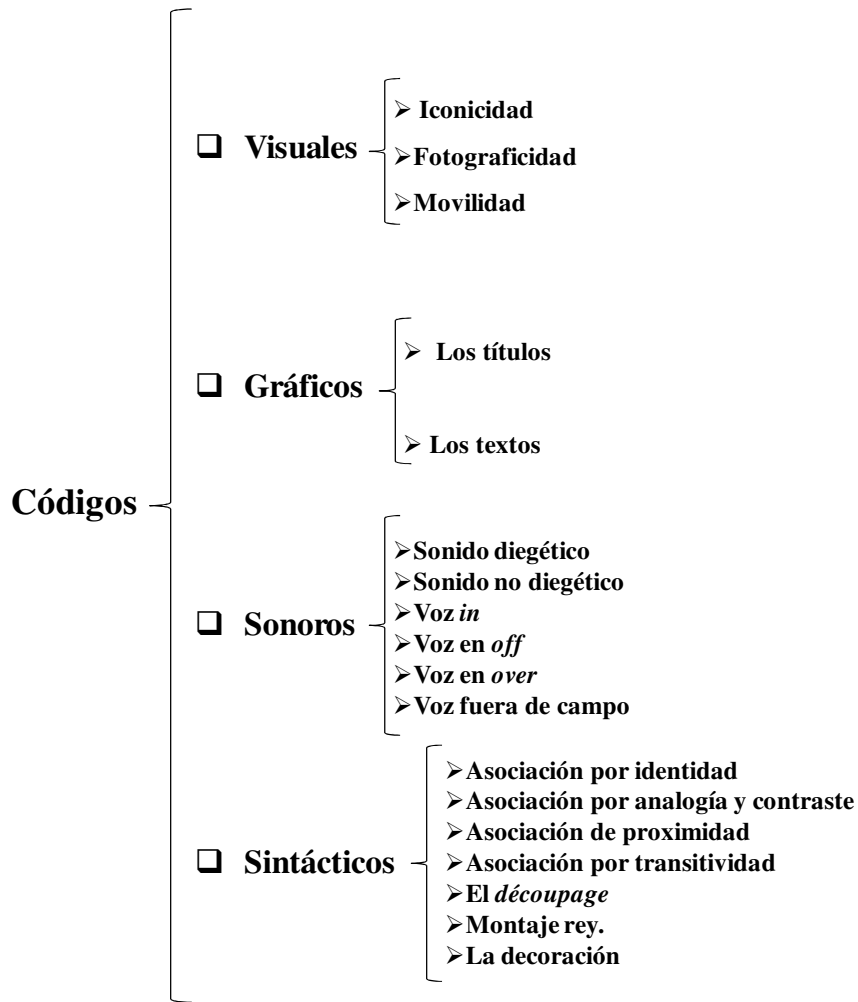 Códigos
Visuales
Iconicidad
Fotograficidad
Movilidad
Gráficos
Los títulos
Los textos
Sonoros
Sonido diegético
Sonido no diegético
Voz in
Voz en off
Voz en over
Voz fuera de campo
Sintácticos
Asociación por identidad
Asociación por analogía y contraste
Asociación de proximidad
Asociación por transitividad
El découpage
Montaje rey.
La decoración